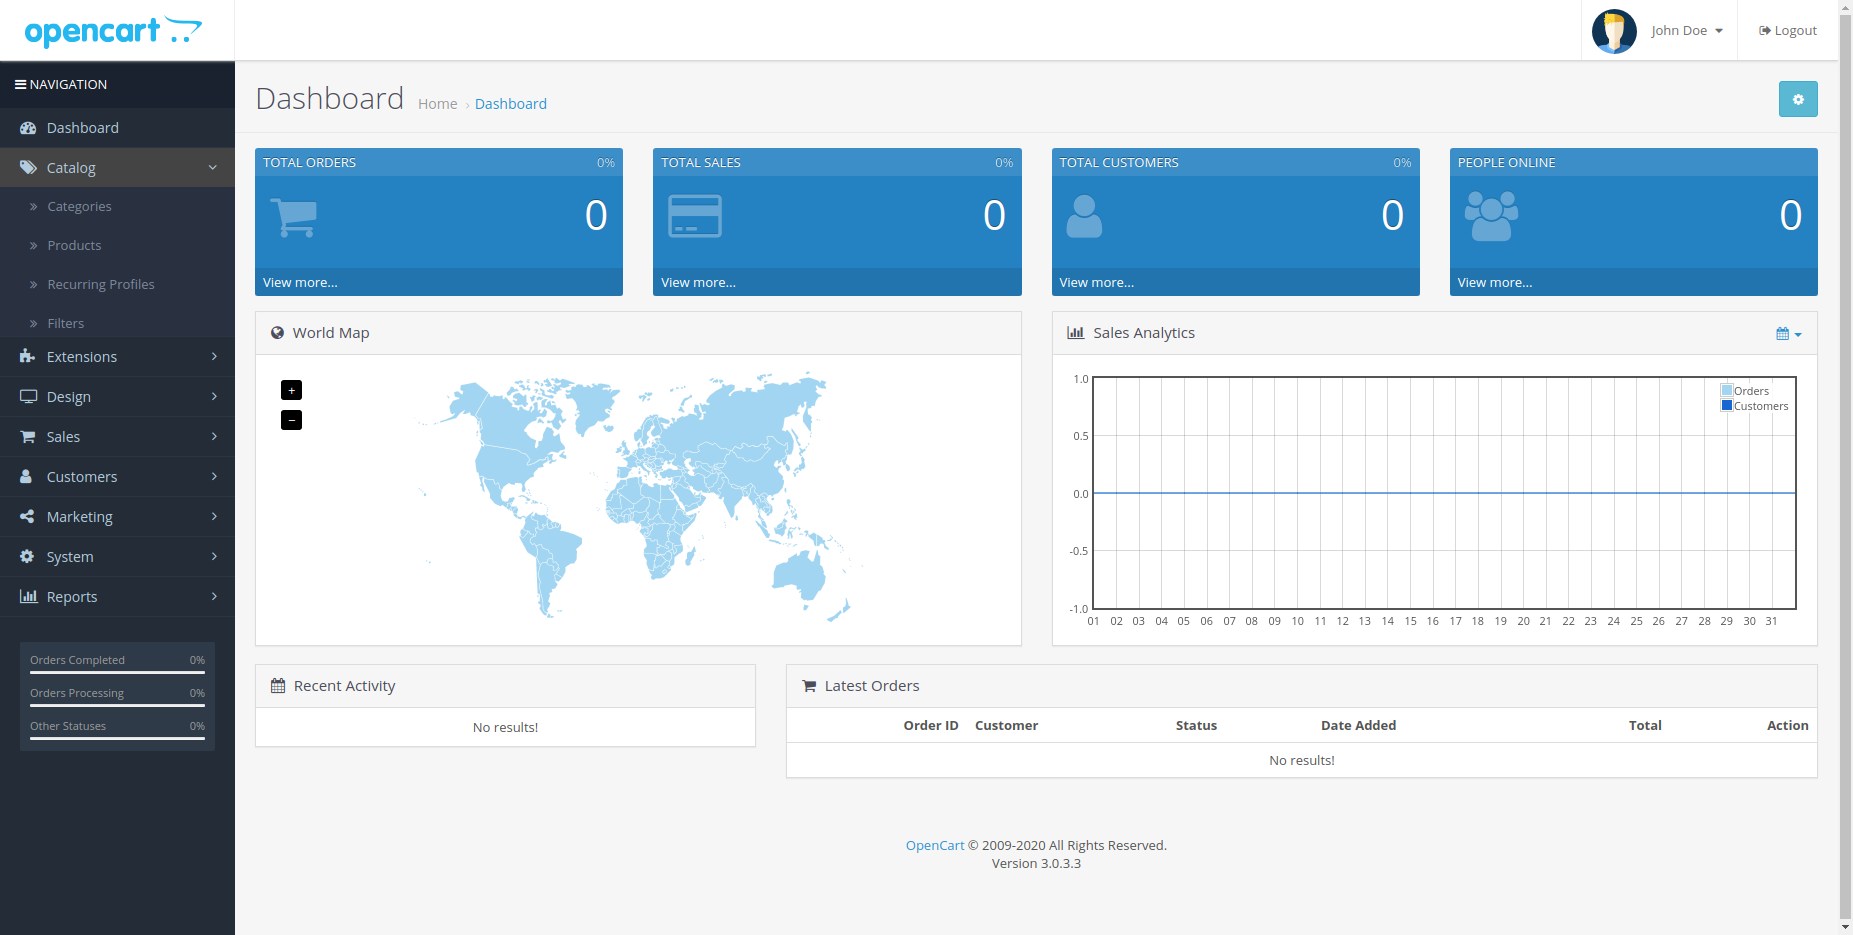 opencart
John Doe
Logout
NAVIGATION
Dashboard
Catalog
Categories
Products
Recurring Profiles
Filters
Extensions
Design
Sales
Customers
Marketing
System
Reports
Orders Completed 0%
Orders Processing 0%
Other Statuses 0%
Dashboard Home › Dashboard
TOTAL ORDERS 0%
0
View more...
TOTAL SALES 0%
0
View more...
TOTAL CUSTOMERS 0%
0
View more...
PEOPLE ONLINE
0
View more...
World Map
+
−
Sales Analytics
1.0
0.5
0.0
-0.5
-1.0
Orders
Customers
01 02 03 04 05 06 07 08 09 10 11 12 13 14 15 16 17 18 19 20 21 22 23 24 25 26 27 28 29 30 31
Recent Activity
No results!
Latest Orders
Order ID Customer Status Date Added Total Action
No results!
OpenCart © 2009-2020 All Rights Reserved.
Version 3.0.3.3